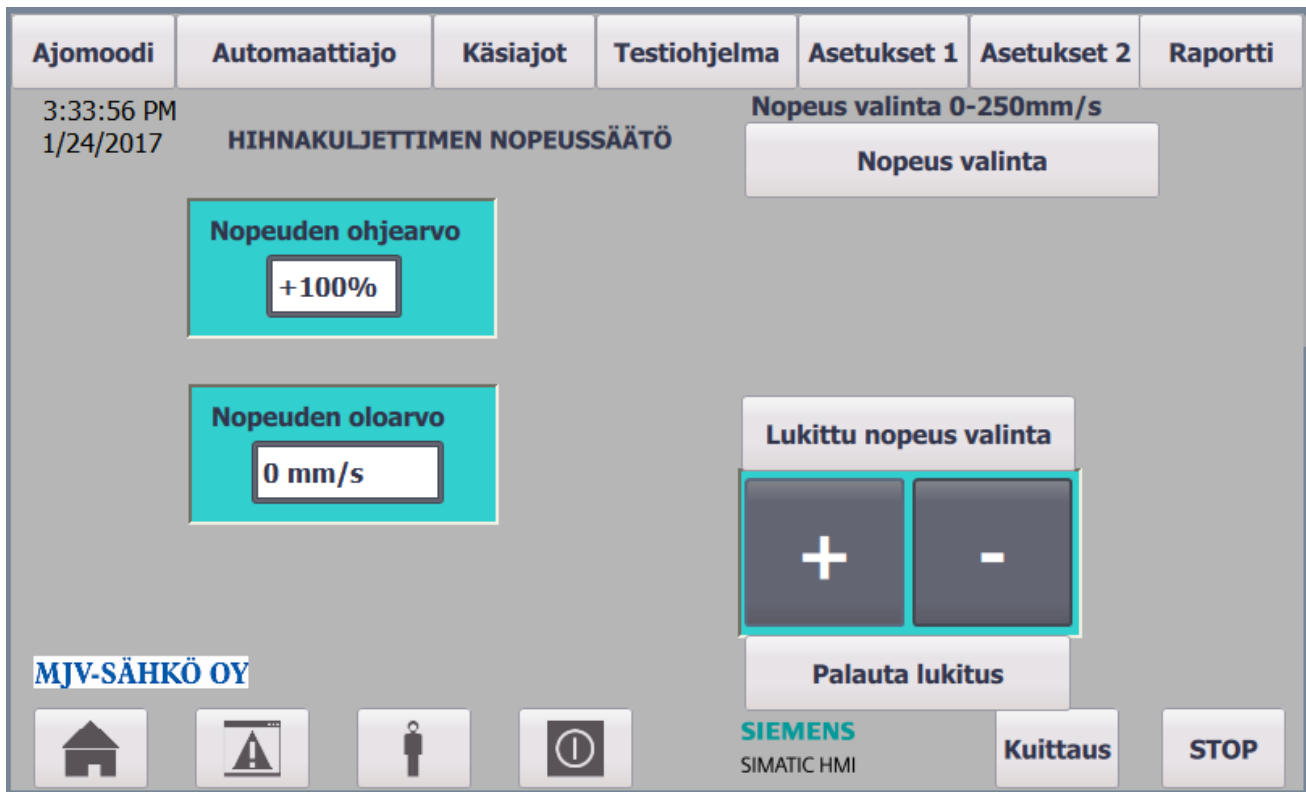 Ajomoodi
Automaattiajo
Käsiajot
Testiohjelma
Asetukset 1
Asetukset 2
Raportti
3:33:56 PM
1/24/2017
HIHNAKULJETTIMEN NOPEUSSÄÄTÖ
Nopeus valinta 0-250mm/s
Nopeus valinta
Nopeuden ohjearvo
+100%
Nopeuden oloarvo
0 mm/s
Lukittu nopeus valinta
+
-
Palauta lukitus
MJV-SÄHKÖ OY
SIEMENS
SIMATIC HMI
Kuittaus
STOP